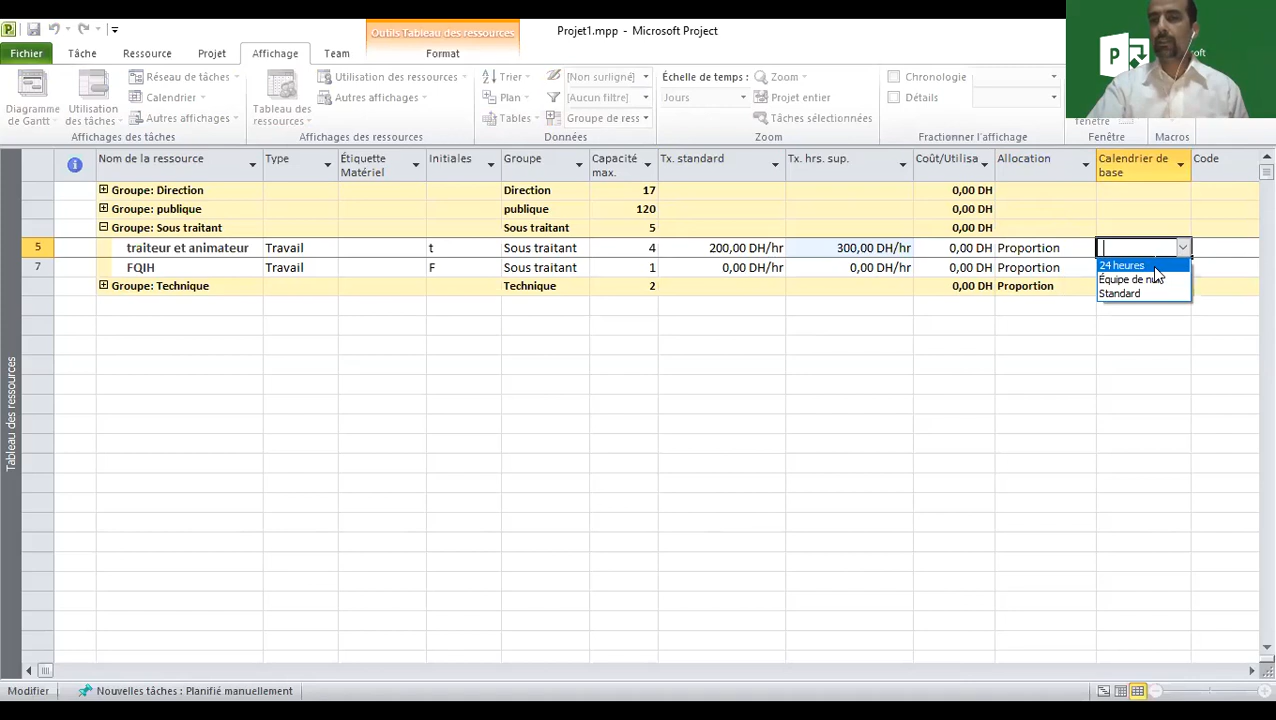 Projet1.mpp - Microsoft Project
Outils Tableau des ressources
Fichier Tâche Ressource Projet Affichage Team Format
Diagramme de Gantt
Utilisation des tâches
Réseau de tâches
Calendrier
Autres affichages
Affichages des tâches
Tableau des ressources
Utilisation des ressources
Autres affichages
Affichage des ressources
Trier
Plan
Tables
[Non surligné]
[Aucun filtre]
Groupe de ress
Données
Échelle de temps :
Jours
Zoom
Projet entier
Tâches sélectionnées
Zoom
Chronologie
Détails
Fractionner l'affichage
fenêtre
Fenêtre
Macros
P
Nom de la ressource Type Étiquette Matériel Initiales Groupe Capacité max. Tx. standard Tx. hrs. sup. Coût/Utilisa Allocation Calendrier de base Code
Groupe: Direction Direction 17 0,00 DH
Groupe: publique publique 120 0,00 DH
Groupe: Sous traitant Sous traitant 5 0,00 DH
5 traiteur et animateur Travail t Sous traitant 4 200,00 DH/hr 300,00 DH/hr 0,00 DH Proportion
7 FQIH Travail F Sous traitant 1 0,00 DH/hr 0,00 DH/hr 0,00 DH Proportion
Groupe: Technique Technique 2 0,00 DH Proportion
24 heures
Équipe de nuit
Standard
Tableau des ressources
Modifier Nouvelles tâches : Planifié manuellement